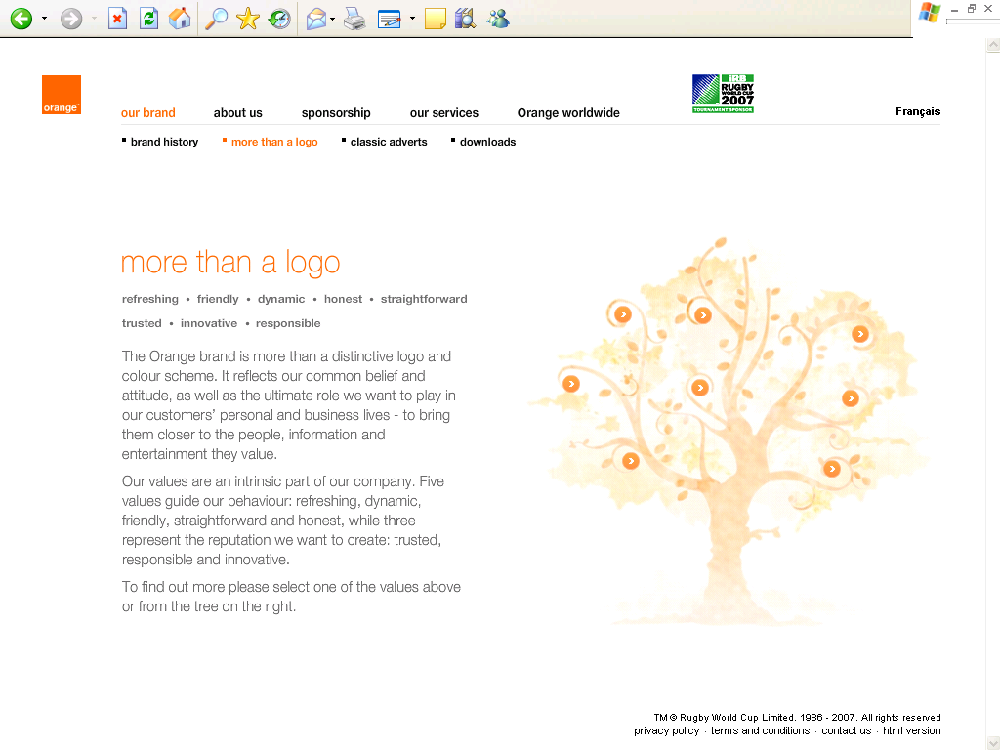 orange™
our brand about us sponsorship our services Orange worldwide
IRB
RUGBY
WORLD CUP
2007
TOURNAMENT SPONSOR
Français
brand history more than a logo classic adverts downloads
more than a logo
refreshing • friendly • dynamic • honest • straightforward
trusted • innovative • responsible
The Orange brand is more than a distinctive logo and
colour scheme. It reflects our common belief and
attitude, as well as the ultimate role we want to play in
our customers’ personal and business lives - to bring
them closer to the people, information and
entertainment they value.
Our values are an intrinsic part of our company. Five
values guide our behaviour: refreshing, dynamic,
friendly, straightforward and honest, while three
represent the reputation we want to create: trusted,
responsible and innovative.
To find out more please select one of the values above
or from the tree on the right.
TM © Rugby World Cup Limited. 1986 - 2007. All rights reserved
privacy policy · terms and conditions · contact us · html version